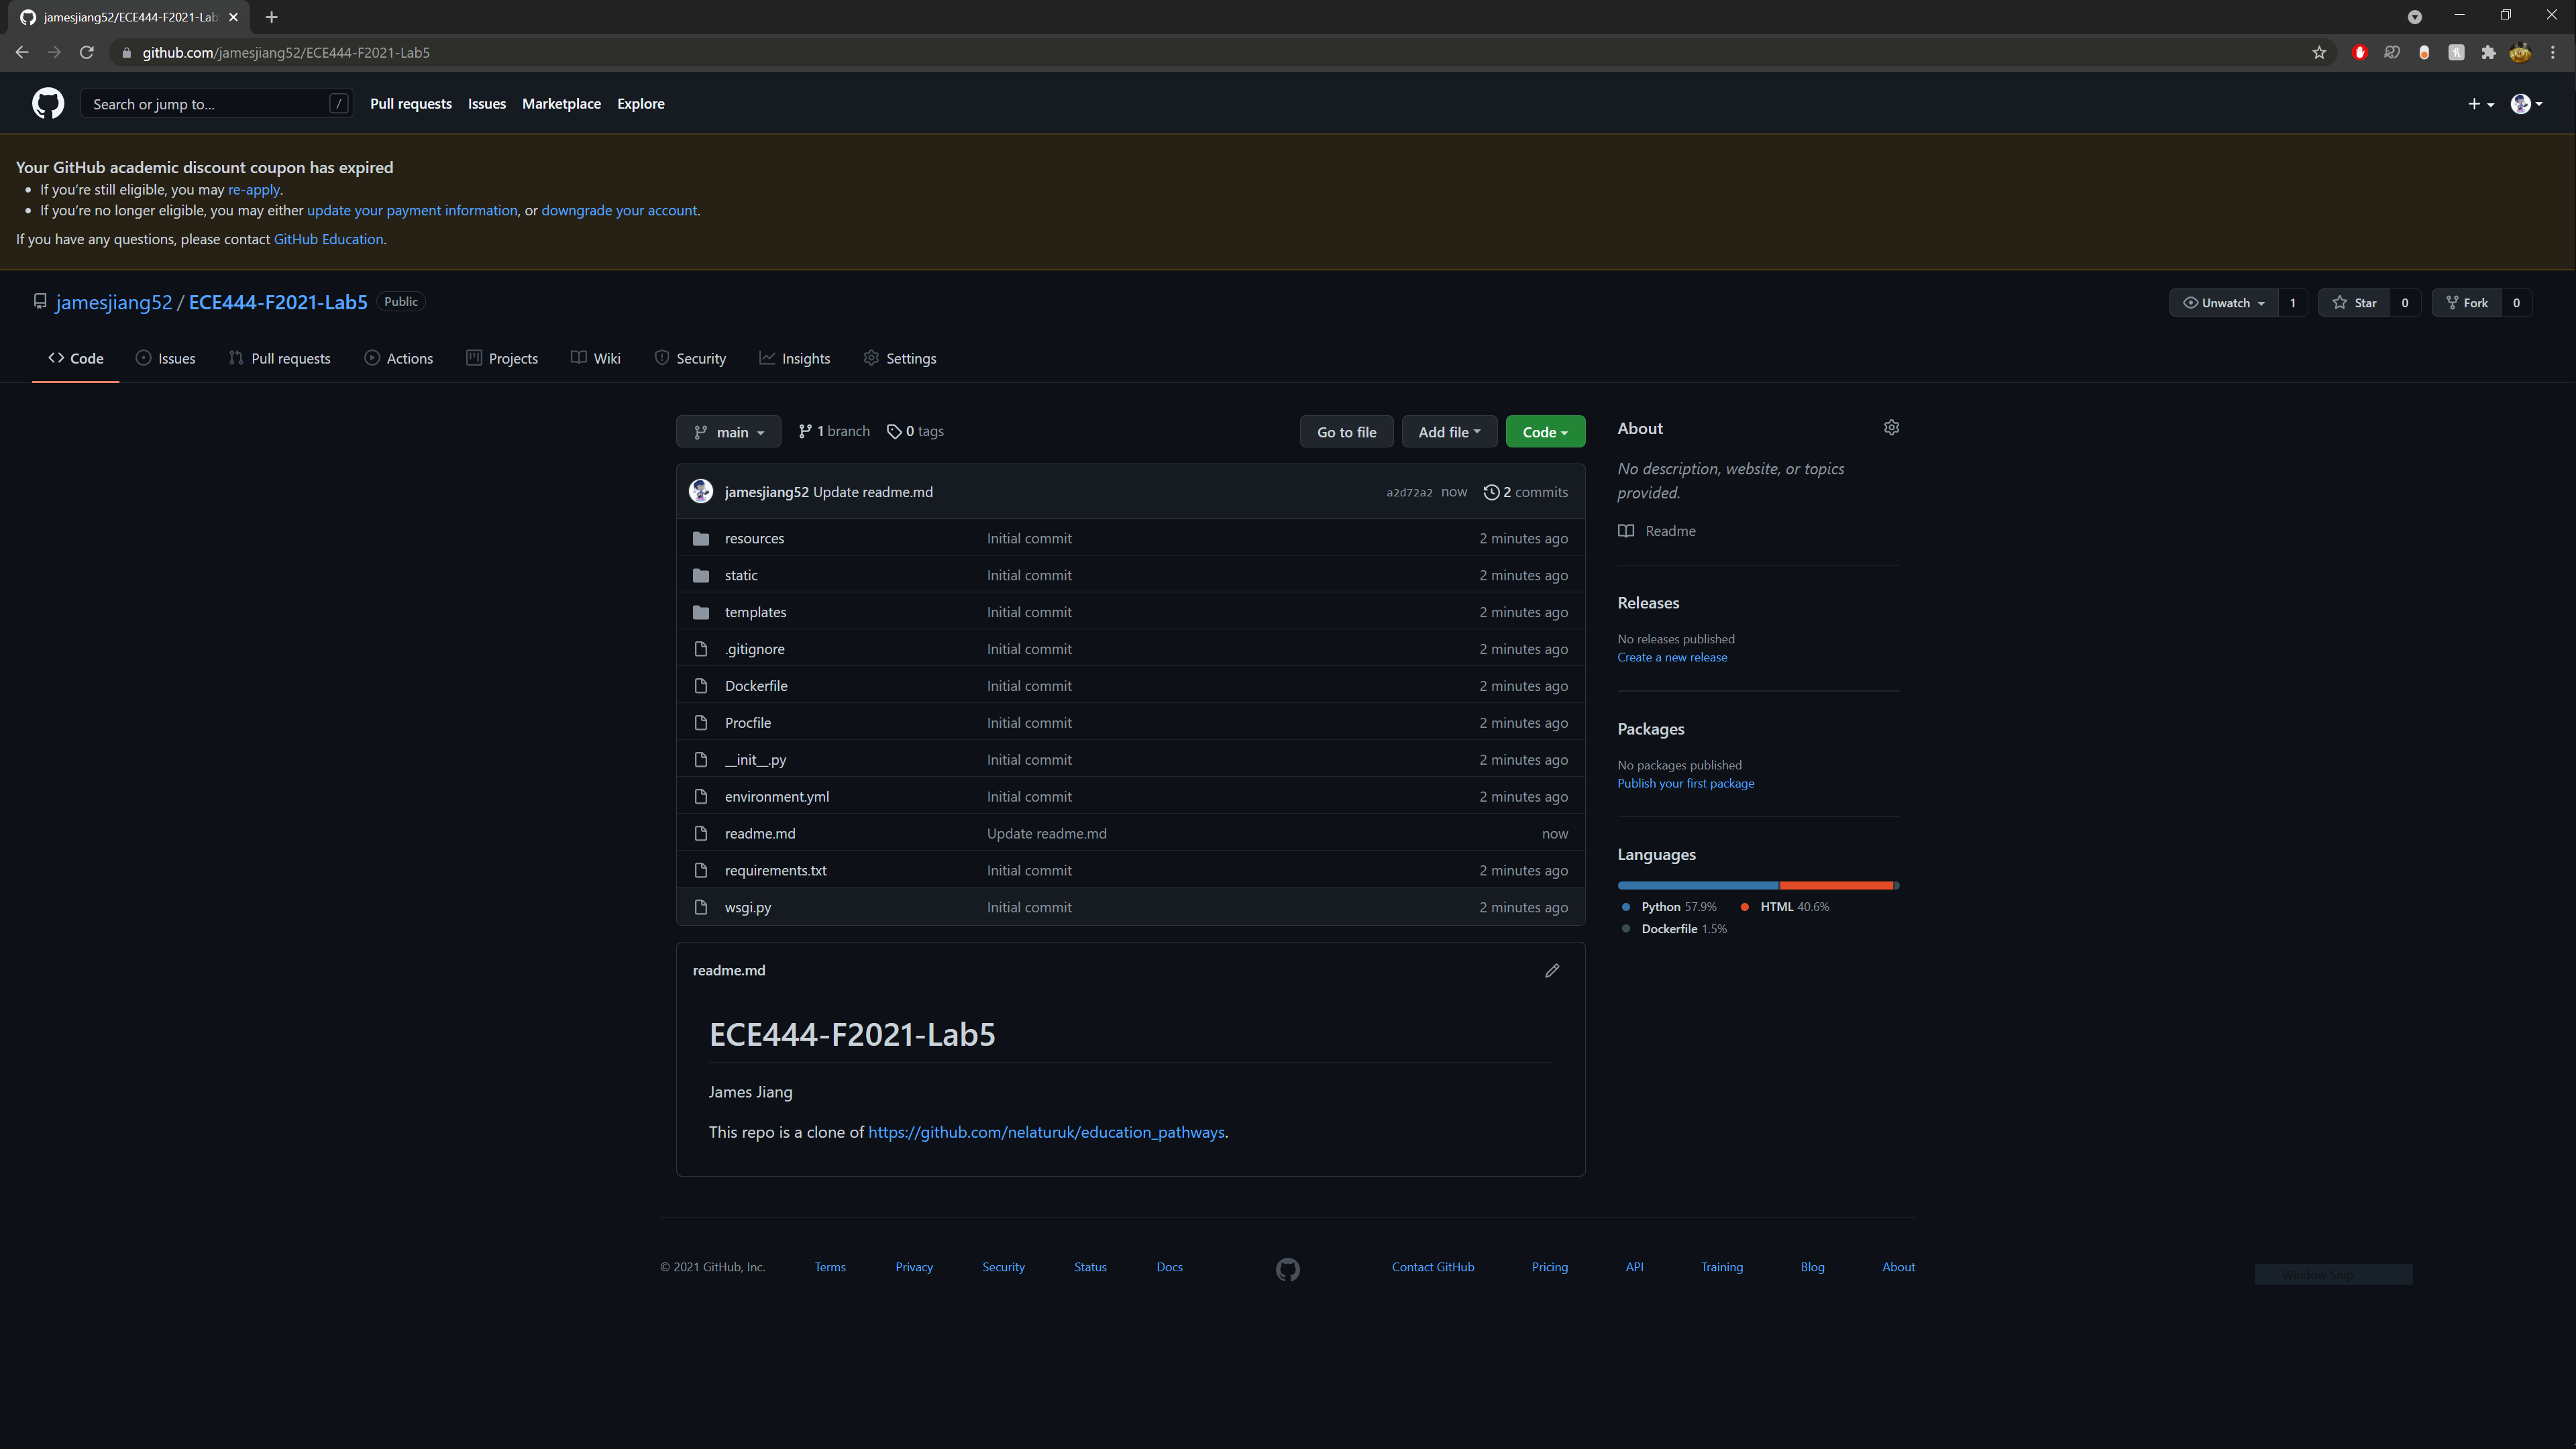 jamesjiang52/ECE444-F2021-Lab
github.com/jamesjiang52/ECE444-F2021-Lab5
Search or jump to... / Pull requests Issues Marketplace Explore
Your GitHub academic discount coupon has expired
If you're still eligible, you may re-apply.
If you're no longer eligible, you may either update your payment information, or downgrade your account.
If you have any questions, please contact GitHub Education.
jamesjiang52 / ECE444-F2021-Lab5 Public Unwatch 1 Star 0 Fork 0
Code Issues Pull requests Actions Projects Wiki Security Insights Settings
main 1 branch 0 tags Go to file Add file Code
jamesjiang52 Update readme.md a2d72a2 now 2 commits
resources Initial commit 2 minutes ago
static Initial commit 2 minutes ago
templates Initial commit 2 minutes ago
.gitignore Initial commit 2 minutes ago
Dockerfile Initial commit 2 minutes ago
Procfile Initial commit 2 minutes ago
__init__.py Initial commit 2 minutes ago
environment.yml Initial commit 2 minutes ago
readme.md Update readme.md now
requirements.txt Initial commit 2 minutes ago
wsgi.py Initial commit 2 minutes ago
readme.md
ECE444-F2021-Lab5
James Jiang
This repo is a clone of https://github.com/nelaturuk/education_pathways.
About
No description, website, or topics
provided.
Readme
Releases
No releases published
Create a new release
Packages
No packages published
Publish your first package
Languages
Python 57.9% HTML 40.6%
Dockerfile 1.5%
© 2021 GitHub, Inc. Terms Privacy Security Status Docs Contact GitHub Pricing API Training Blog About
Window Snip